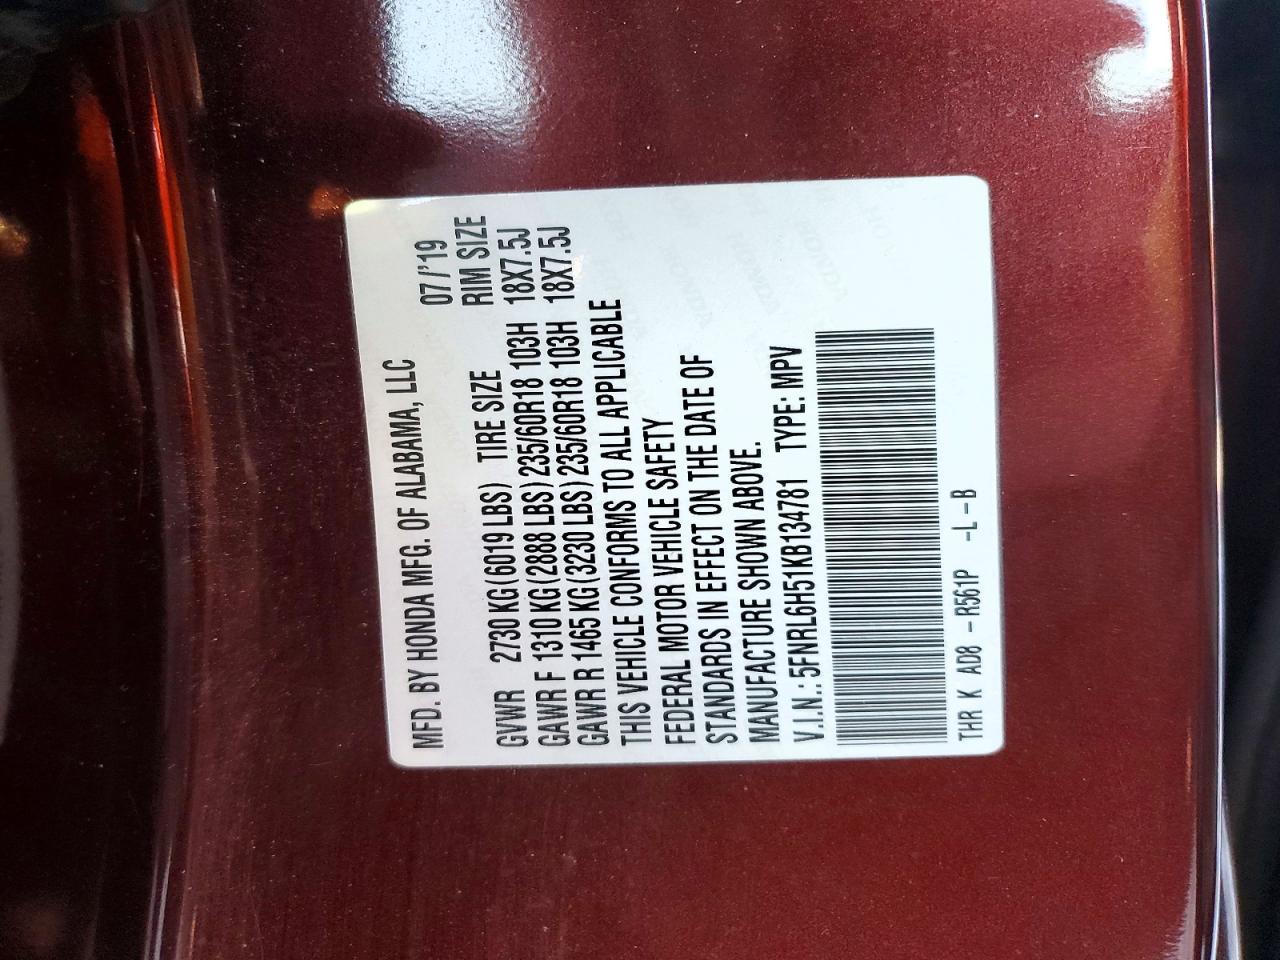 MFD. BY HONDA MFG. OF ALABAMA, LLC 07/'19
TIRE SIZE RIM SIZE
GVWR 2730 KG(6019 LBS)
GAWR F 1310 KG(2888 LBS) 235/60R18 103H 18X7.5J
GAWR R 1465 KG(3230 LBS) 235/60R18 103H 18X7.5J
THIS VEHICLE CONFORMS TO ALL APPLICABLE
FEDERAL MOTOR VEHICLE SAFETY
STANDARDS IN EFFECT ON THE DATE OF
MANUFACTURE SHOWN ABOVE..
V.I.N.: 5FNRL6H51KB134781 TYPE: MPV
THR K AD8 -R561P -L-B